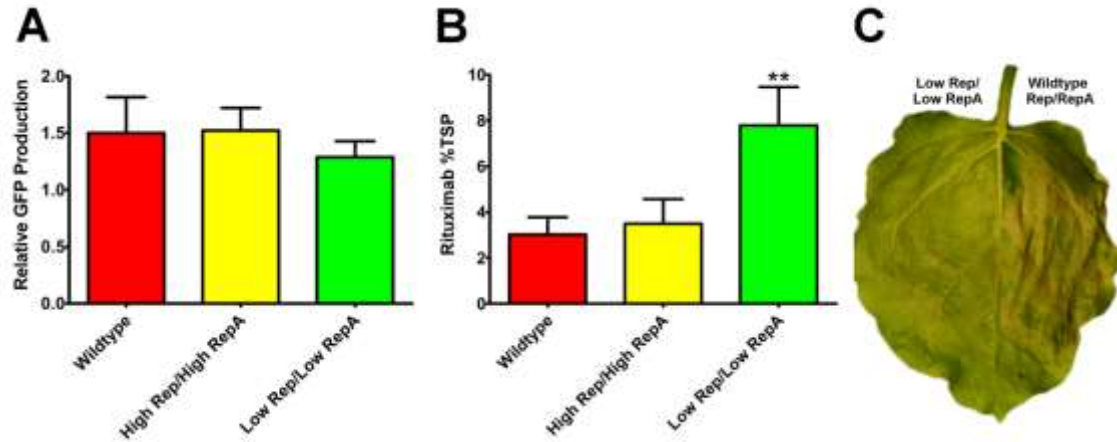 A
Relative GFP Production
2.0
1.5
1.0
0.5
0.0
Wildtype
High Rep/High RepA
Low Rep/Low RepA
B
Rituximab %TSP
10
8
6
4
2
0
**
Wildtype
High Rep/High RepA
Low Rep/Low RepA
C
Low Rep/
Low RepA
Wildtype
Rep/RepA